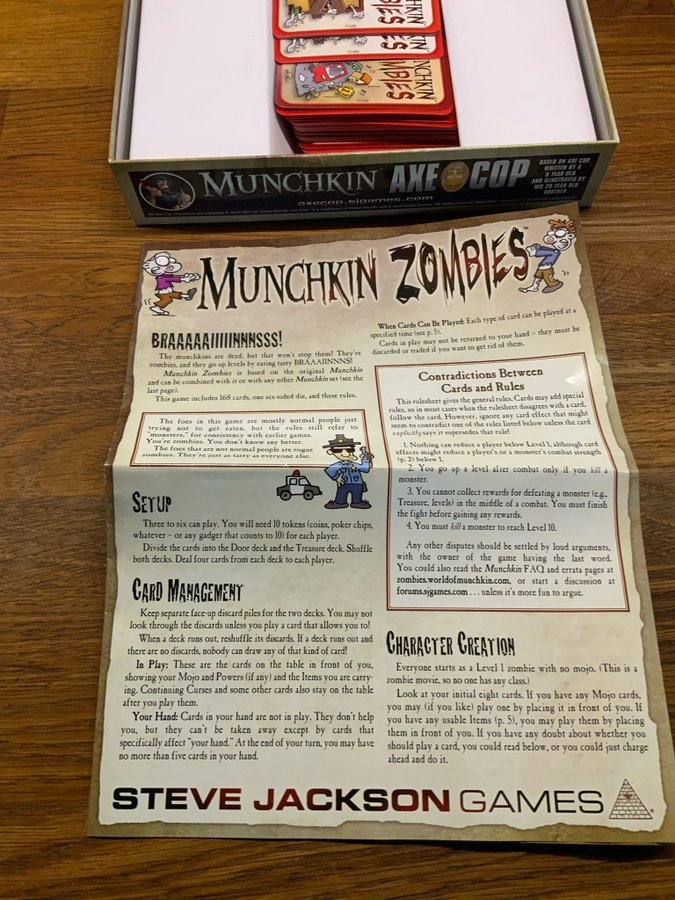 MUNCHKIN
ZOMBIES
MUNCHKIN AXE COP
BASED ON AXE COP,
WRITTEN BY A
5 YEAR OLD
AND ILLUSTRATED BY
HIS 29 YEAR OLD
BROTHER
axecop.sjgames.com
MUNCHKIN ZOMBIES™
BRAAAAAIIIIINNNNSSS!
The munchkins are dead, but that won't stop them! They're
zombies, and they go up levels by eating BRAAAIINNNS!
Munchkin Zombies is based on the original Munchkin
and can be combined with it or with any other Munchkin set (see the
last page).
This game includes 168 cards, one six-sided die, and these rules.
The foes in this game are mostly normal people just
trying not to get eaten, but the rules still refer to
"monsters," for consistency with earlier games.
You're zombies. You don't know any better.
The foes that are not normal people are rogue
zombies. They're just as tasty as everyone else.
SETUP
Three to six can play. You will need 10 tokens (coins, poker chips,
whatever – or any gadget that counts to 10) for each player.
Divide the cards into the Door deck and the Treasure deck. Shuffle
both decks. Deal four cards from each deck to each player.
CARD MANAGEMENT
Keep separate face-up discard piles for the two decks. You may not
look through the discards unless you play a card that allows you to!
When a deck runs out, reshuffle its discards. If a deck runs out and
there are no discards, nobody can draw any of that kind of card!
In Play: These are the cards on the table in front of you,
showing your Mojo and Powers (if any) and the Items you are carry-
ing. Continuing Curses and some other cards also stay on the table
after you play them.
Your Hand: Cards in your hand are not in play. They don't help
you, but they can't be taken away except by cards that
specifically affect "your hand." At the end of your turn, you may have
no more than five cards in your hand.
When Cards Can Be Played: Each type of card can be played at a
specified time (see p. 5).
Cards in play may not be returned to your hand – they must be
discarded or traded if you want to get rid of them.
Contradictions Between
Cards and Rules
This rulesheet gives the general rules. Cards may add special
rules, so in most cases when the rulesheet disagrees with a card,
follow the card. However, ignore any card effect that might
seem to contradict one of the rules listed below unless the card
explicitly says it supersedes that rule!
1. Nothing can reduce a player below Level 1, although card
effects might reduce a player's or a monster's combat strength
(p. 2) below 1.
2. You go up a level after combat only if you kill a
monster.
3. You cannot collect rewards for defeating a monster (e.g.,
Treasure, levels) in the middle of a combat. You must finish
the fight before gaining any rewards.
4. You must kill a monster to reach Level 10.
Any other disputes should be settled by loud arguments,
with the owner of the game having the last word.
You could also read the Munchkin FAQ and errata pages at
zombies.worldofmunchkin.com, or start a discussion at
forums.sjgames.com . . . unless it's more fun to argue.
CHARACTER CREATION
Everyone starts as a Level 1 zombie with no mojo. (This is a
zombie movie, so no one has any class.)
Look at your initial eight cards. If you have any Mojo cards,
you may (if you like) play one by placing it in front of you. If
you have any usable Items (p. 5), you may play them by placing
them in front of you. If you have any doubt about whether you
should play a card, you could read below, or you could just charge
ahead and do it.
STEVE JACKSON GAMES